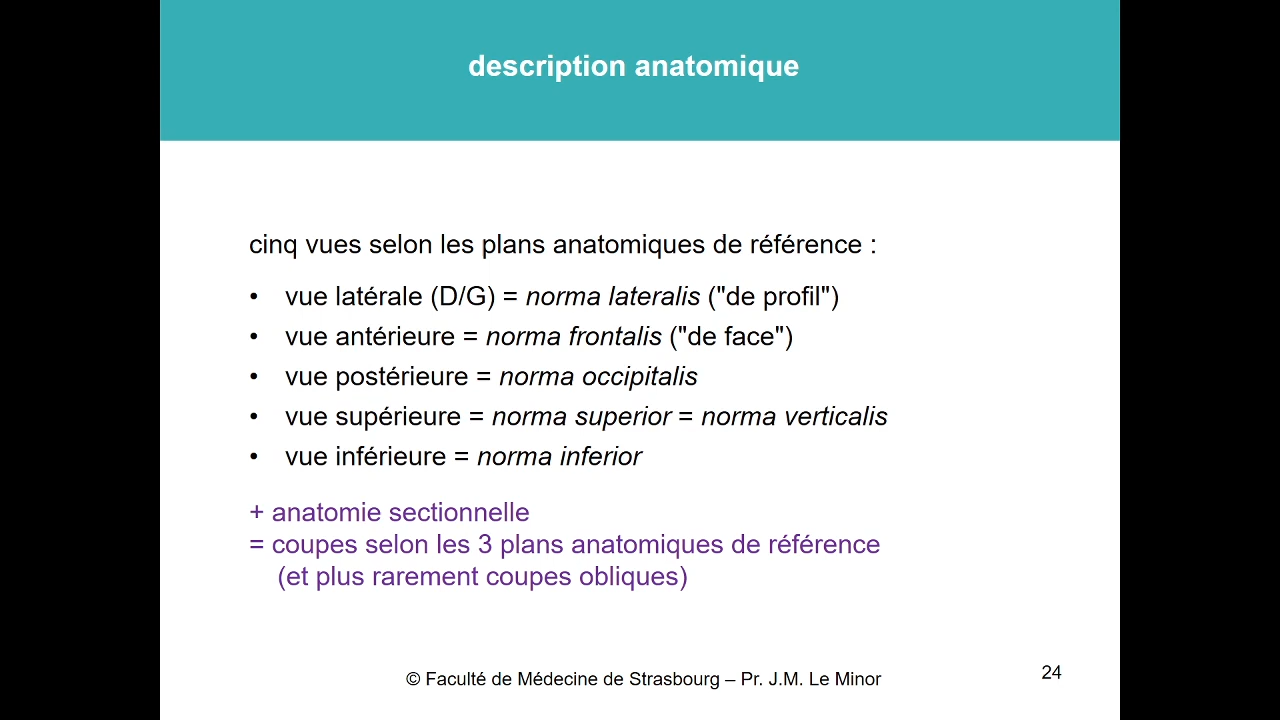 description anatomique
cinq vues selon les plans anatomiques de référence :
• vue latérale (D/G) = norma lateralis ("de profil")
• vue antérieure = norma frontalis ("de face")
• vue postérieure = norma occipitalis
• vue supérieure = norma superior = norma verticalis
• vue inférieure = norma inferior
+ anatomie sectionnelle
= coupes selon les 3 plans anatomiques de référence
(et plus rarement coupes obliques)
© Faculté de Médecine de Strasbourg – Pr. J.M. Le Minor
24